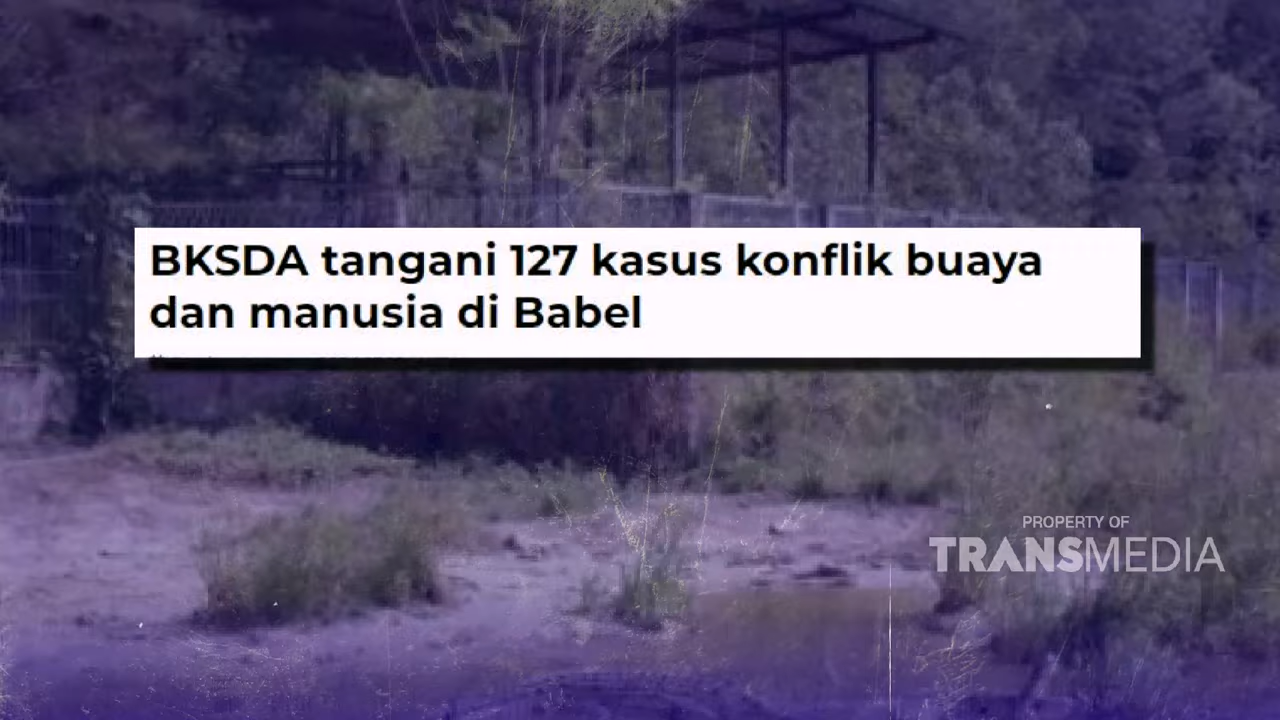 BKSDA tangani 127 kasus konflik buaya
dan manusia di Babel
PROPERTY OF
TRANSMEDIA